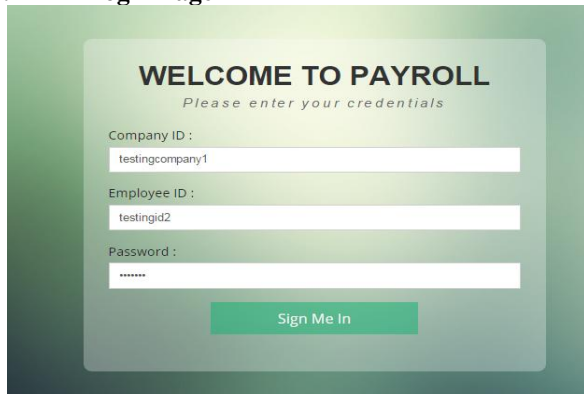 WELCOME TO PAYROLL
Please enter your credentials
Company ID :
testingcompany1
Employee ID :
testingid2
Password :
•••••••
Sign Me In